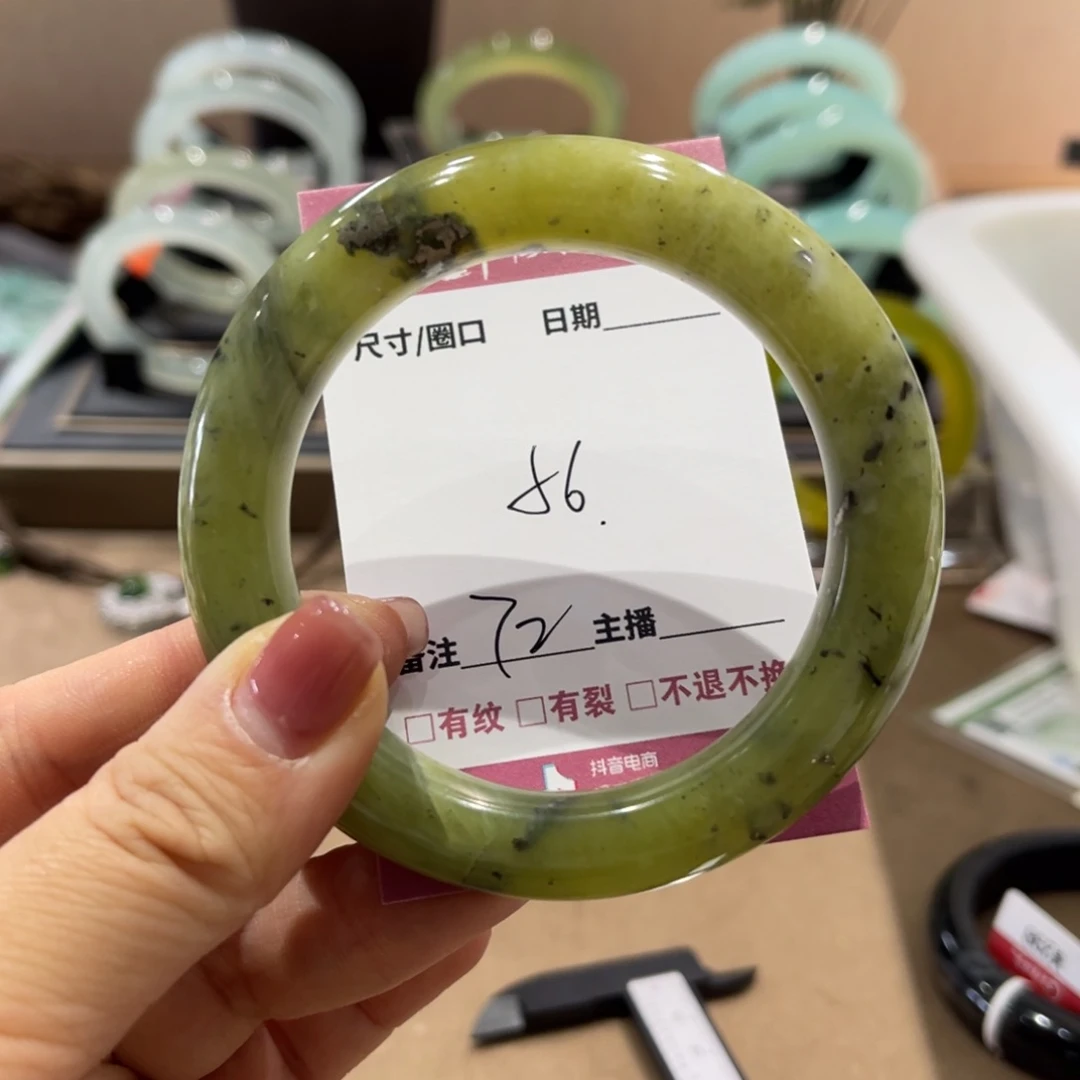 尺寸/圈口 日期
56.
备注 72 主播
□有纹 □有裂 □不退不换
抖音电商